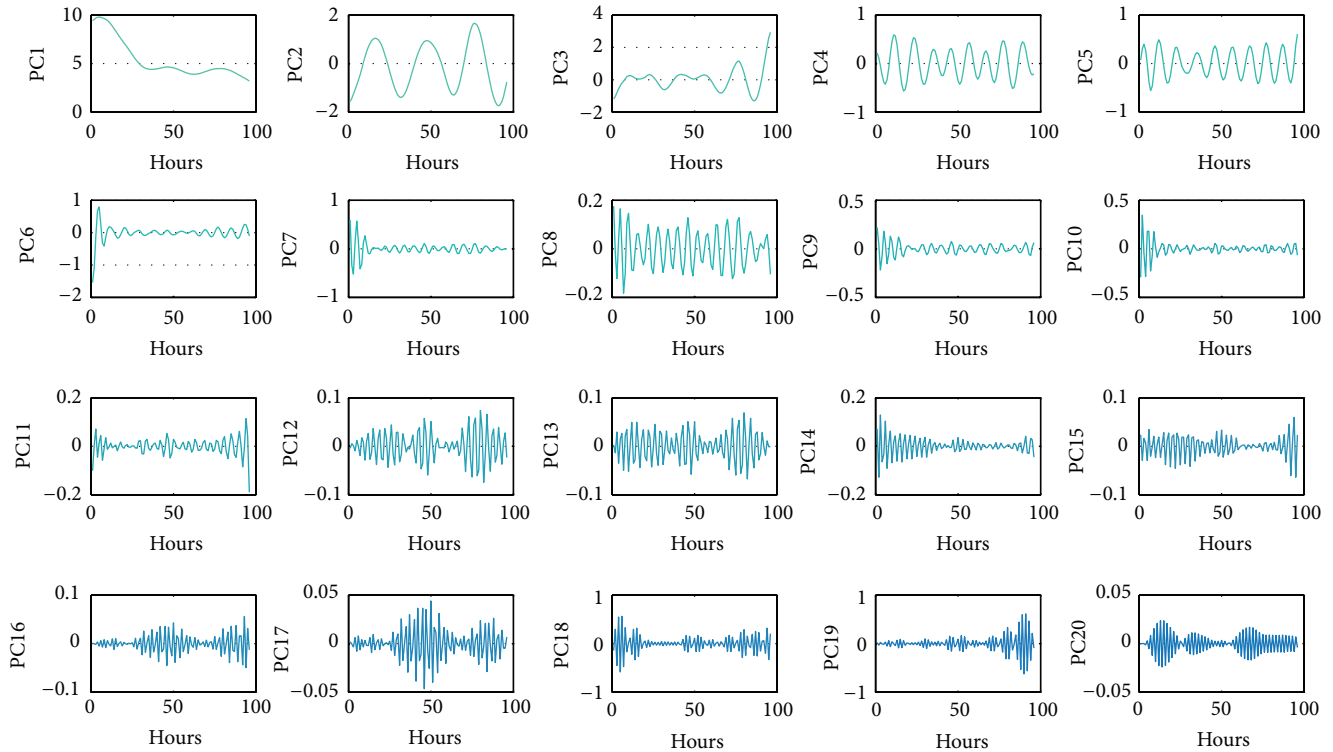 10 2 4 1 1
PC1 5 PC2 0 PC3 2 PC4 0 PC5 0
0
0 −2 −2 −1 −1
0 50 100 0 50 100 0 50 100 0 50 100 0 50 100
Hours Hours Hours Hours Hours
1 1 0.2 0.5 0.5
PC6 0 PC7 0 PC8 0 PC9 0 PC10 0
−1
−2 −1 −0.2 −0.5 −0.5
0 50 100 0 50 100 0 50 100 0 50 100 0 50 100
Hours Hours Hours Hours Hours
0.2 0.1 0.1 0.2 0.1
PC11 0 PC12 0 PC13 0 PC14 0 PC15 0
−0.2 −0.1 −0.1 −0.2 −0.1
0 50 100 0 50 100 0 50 100 0 50 100 0 50 100
Hours Hours Hours Hours Hours
0.1 0.05 1 1 0.05
PC16 0 PC17 0 PC18 0 PC19 0 PC20 0
−0.1 −0.05 −1 −1 −0.05
0 50 100 0 50 100 0 50 100 0 50 100 0 50 100
Hours Hours Hours Hours Hours